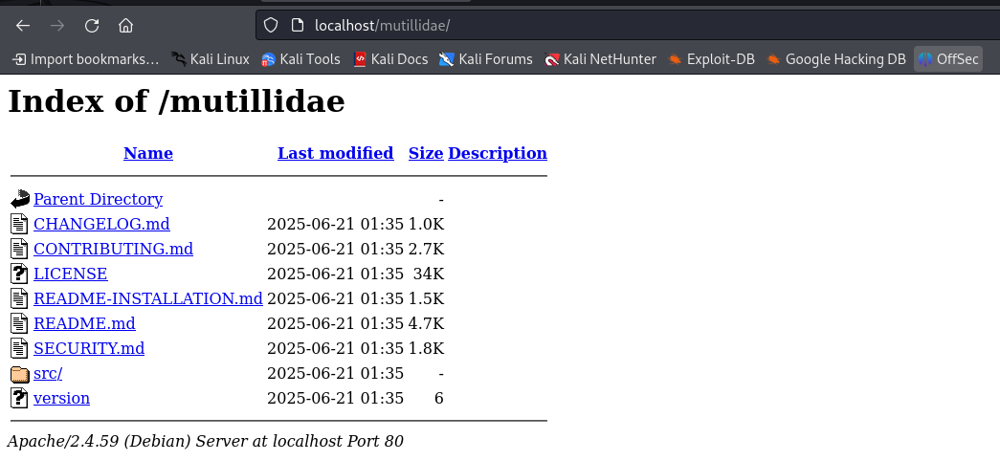 localhost/mutillidae/
Import bookmarks… Kali Linux Kali Tools Kali Docs Kali Forums Kali NetHunter Exploit-DB Google Hacking DB OffSec
Index of /mutillidae
Name Last modified Size Description
Parent Directory -
CHANGELOG.md 2025-06-21 01:35 1.0K
CONTRIBUTING.md 2025-06-21 01:35 2.7K
LICENSE 2025-06-21 01:35 34K
README-INSTALLATION.md 2025-06-21 01:35 1.5K
README.md 2025-06-21 01:35 4.7K
SECURITY.md 2025-06-21 01:35 1.8K
src/ 2025-06-21 01:35 -
version 2025-06-21 01:35 6
Apache/2.4.59 (Debian) Server at localhost Port 80